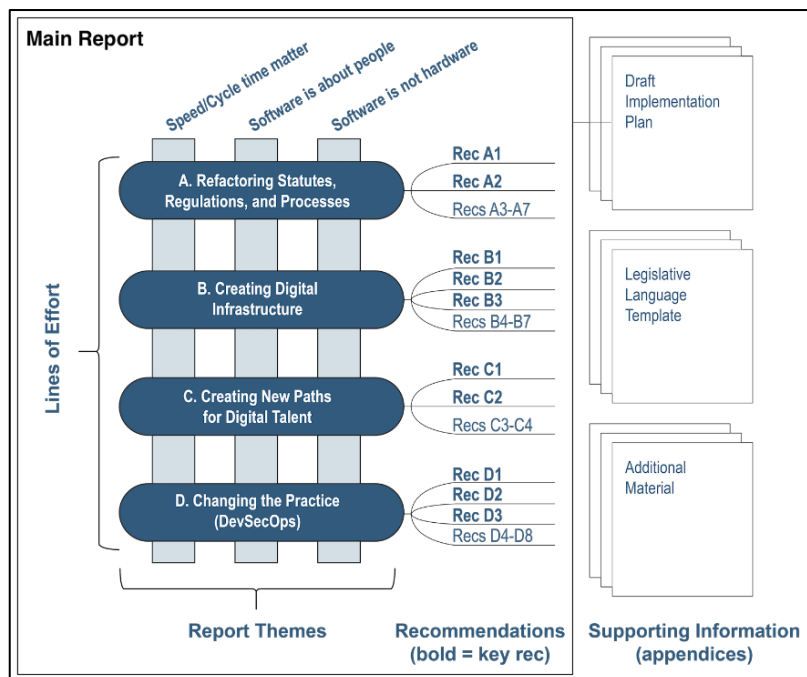 Main Report
Speed/Cycle time matter
Software is about people
Software is not hardware
Lines of Effort
A. Refactoring Statutes,
Regulations, and Processes
Rec A1
Rec A2
Recs A3-A7
B. Creating Digital
Infrastructure
Rec B1
Rec B2
Rec B3
Recs B4-B7
C. Creating New Paths
for Digital Talent
Rec C1
Rec C2
Recs C3-C4
D. Changing the Practice
(DevSecOps)
Rec D1
Rec D2
Rec D3
Recs D4-D8
Report Themes
Recommendations
(bold = key rec)
Draft
Implementation
Plan
Legislative
Language
Template
Additional
Material
Supporting Information
(appendices)